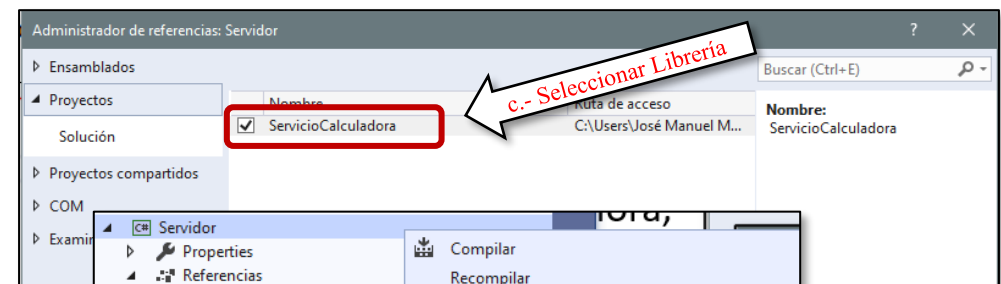 Administrador de referencias: Servidor ? ×
Ensamblados
Buscar (Ctrl+E)
Proyectos
Nombre
Ruta de acceso
c.- Seleccionar Librería
Nombre:
ServicioCalculadora
C:\Users\José Manuel M...
ServicioCalculadora
Solución
Proyectos compartidos
COM
Examin
C# Servidor
Properties
Referencias
Compilar
Recompilar